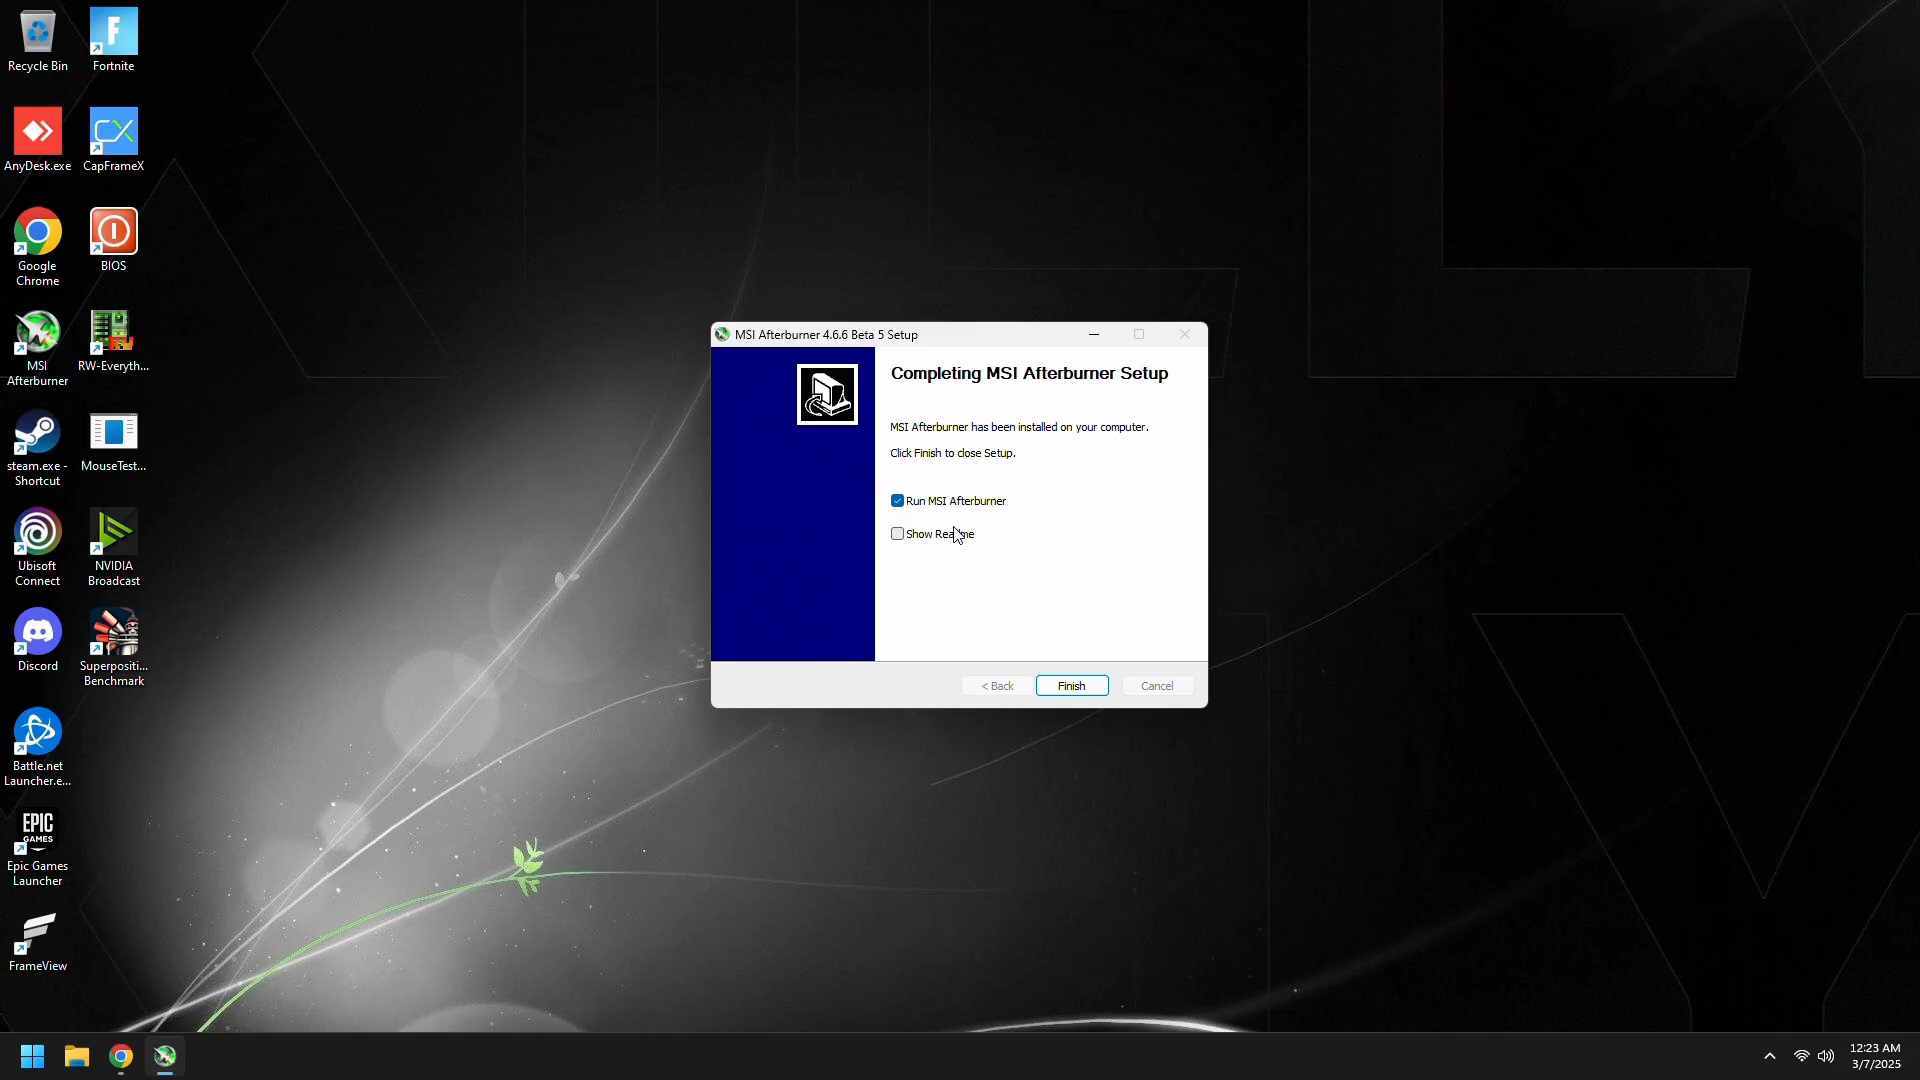 Recycle Bin
Fortnite
AnyDesk.exe
CapFrameX
Google
Chrome
BIOS
MSI
Afterburner
RW-Everyth...
steam.exe -
Shortcut
MouseTest...
Ubisoft
Connect
NVIDIA
Broadcast
Discord
Superpositi...
Benchmark
Battle.net
Launcher.e...
EPIC
GAMES
Epic Games
Launcher
FrameView
MSI Afterburner 4.6.6 Beta 5 Setup
Completing MSI Afterburner Setup
MSI Afterburner has been installed on your computer.
Click Finish to close Setup.
Run MSI Afterburner
Show Readme
< Back
Finish
Cancel
12:23 AM
3/7/2025